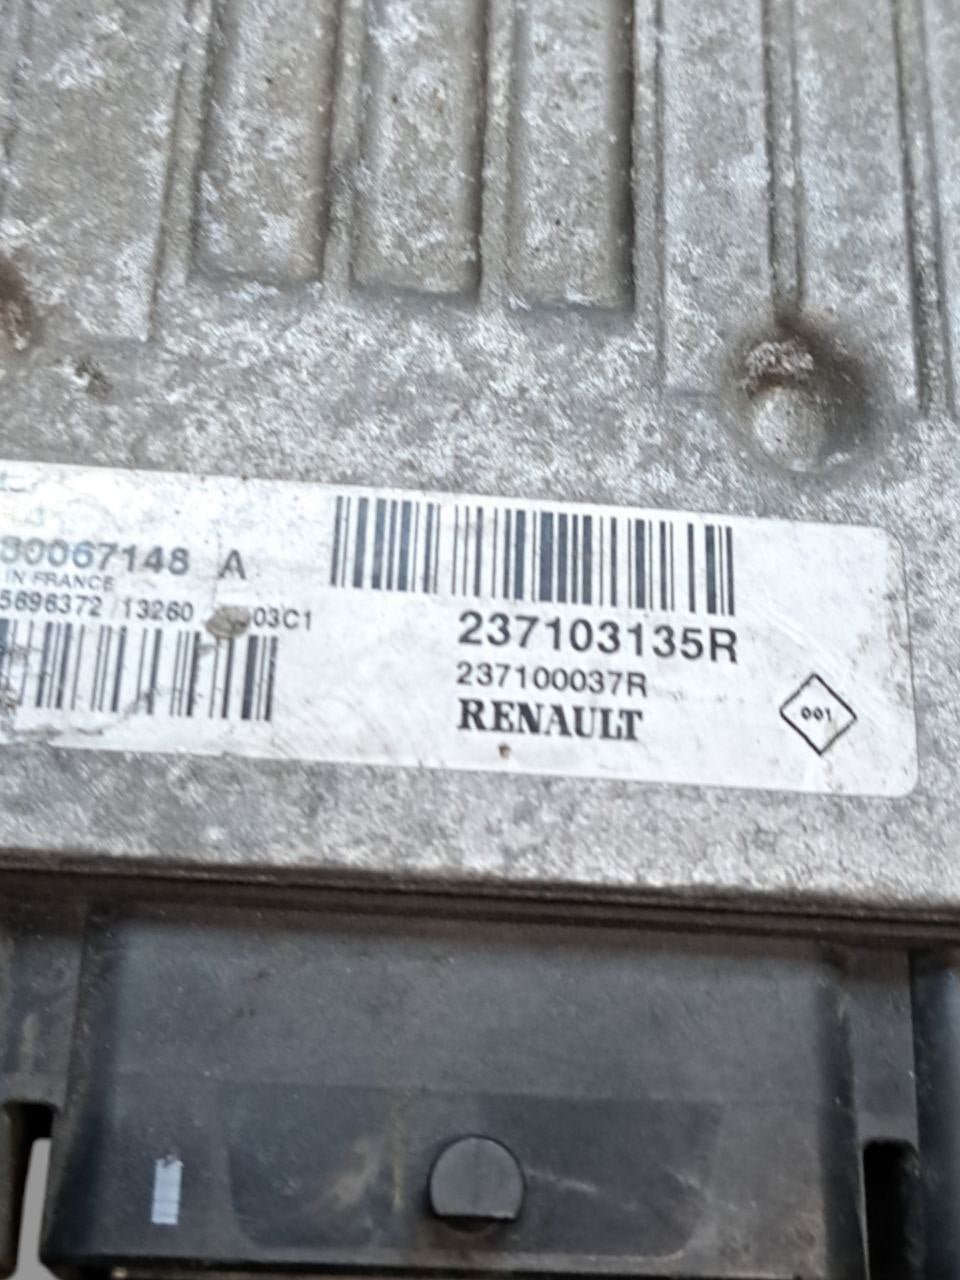 80067148 A
IN FRANCE
5696372 13260 03C1
237103135R
237100037R
RENAULT
001